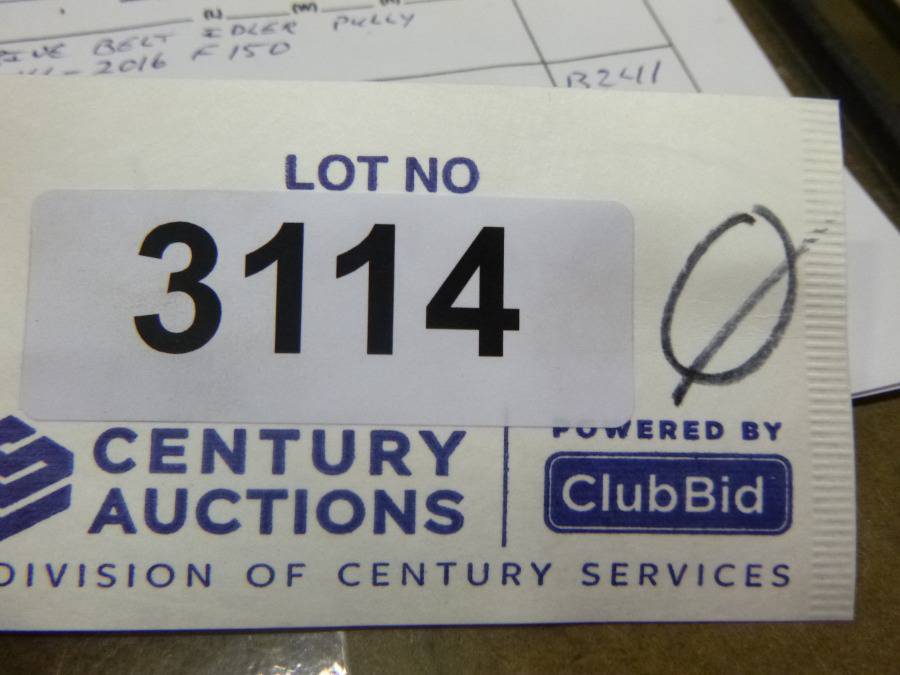 BELT IDLER PULLY
2016 F150
B241
LOT NO
3114 Ø
CENTURY
AUCTIONS
POWERED BY
ClubBid
DIVISION OF CENTURY SERVICES